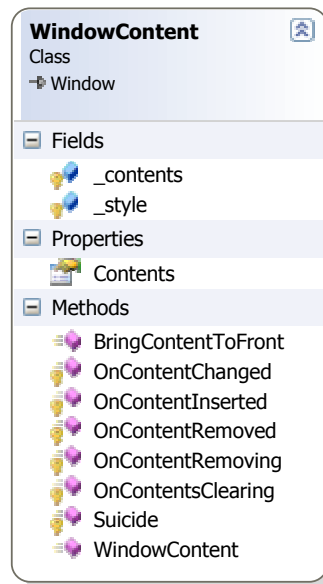 WindowContent
Class
Window
Fields
_contents
_style
Properties
Contents
Methods
BringContentToFront
OnContentChanged
OnContentInserted
OnContentRemoved
OnContentRemoving
OnContentsClearing
Suicide
WindowContent